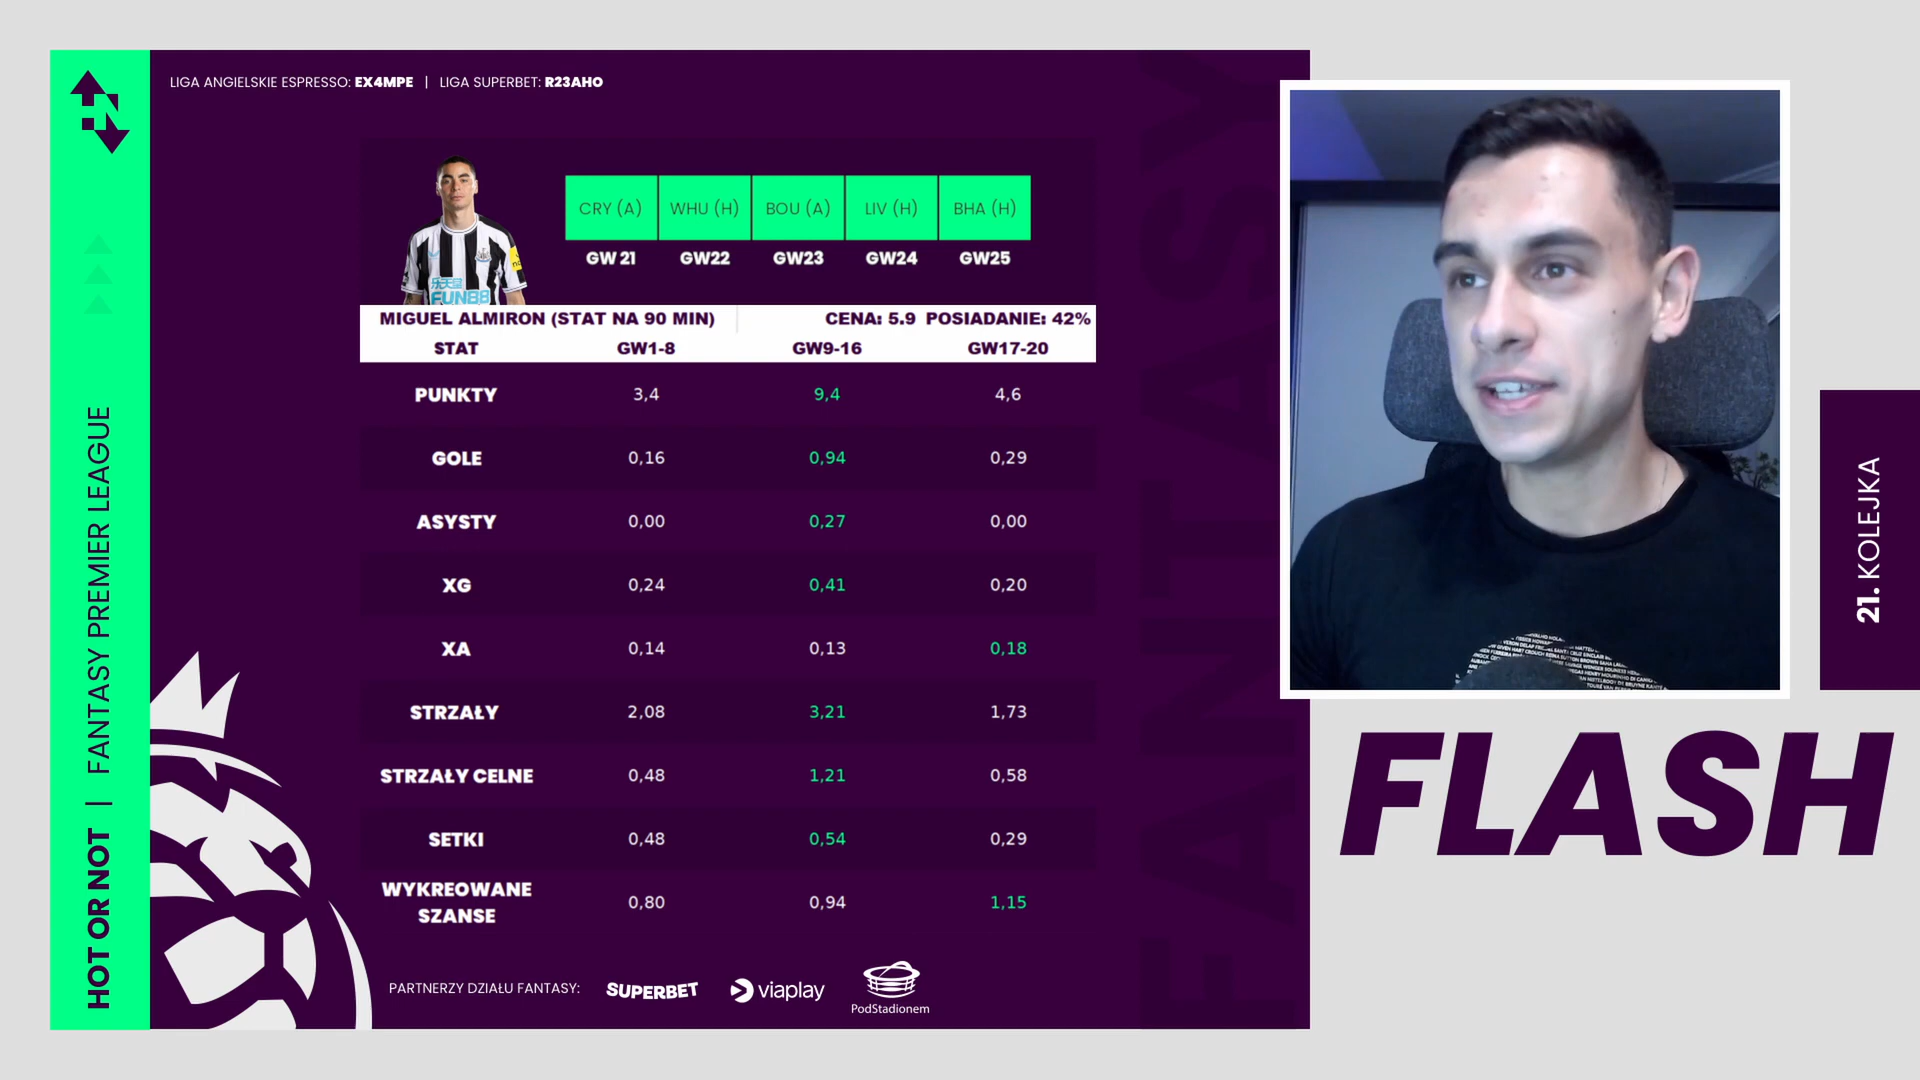 LIGA ANGIELSKIE ESPRESSO: EX4MPE | LIGA SUPERBET: R23AHO
CRY (A) WHU (H) BOU (A) LIV (H) BHA (H)
GW 21 GW22 GW23 GW24 GW25
FUN88
MIGUEL ALMIRON (STAT NA 90 MIN) CENA: 5.9 POSIADANIE: 42%
STAT GW1-8 GW9-16 GW17-20
PUNKTY 3,4 9,4 4,6
GOLE 0,16 0,94 0,29
ASYSTY 0,00 0,27 0,00
XG 0,24 0,41 0,20
XA 0,14 0,13 0,18
STRZAŁY 2,08 3,21 1,73
STRZAŁY CELNE 0,48 1,21 0,58
SETKI 0,48 0,54 0,29
WYKREOWANE SZANSE 0,80 0,94 1,15
PARTNERZY DZIAŁU FANTASY: SUPERBET viaplay PodStadionem
HOT OR NOT | FANTASY PREMIER LEAGUE
FANTASY
21. KOLEJKA
FLASH